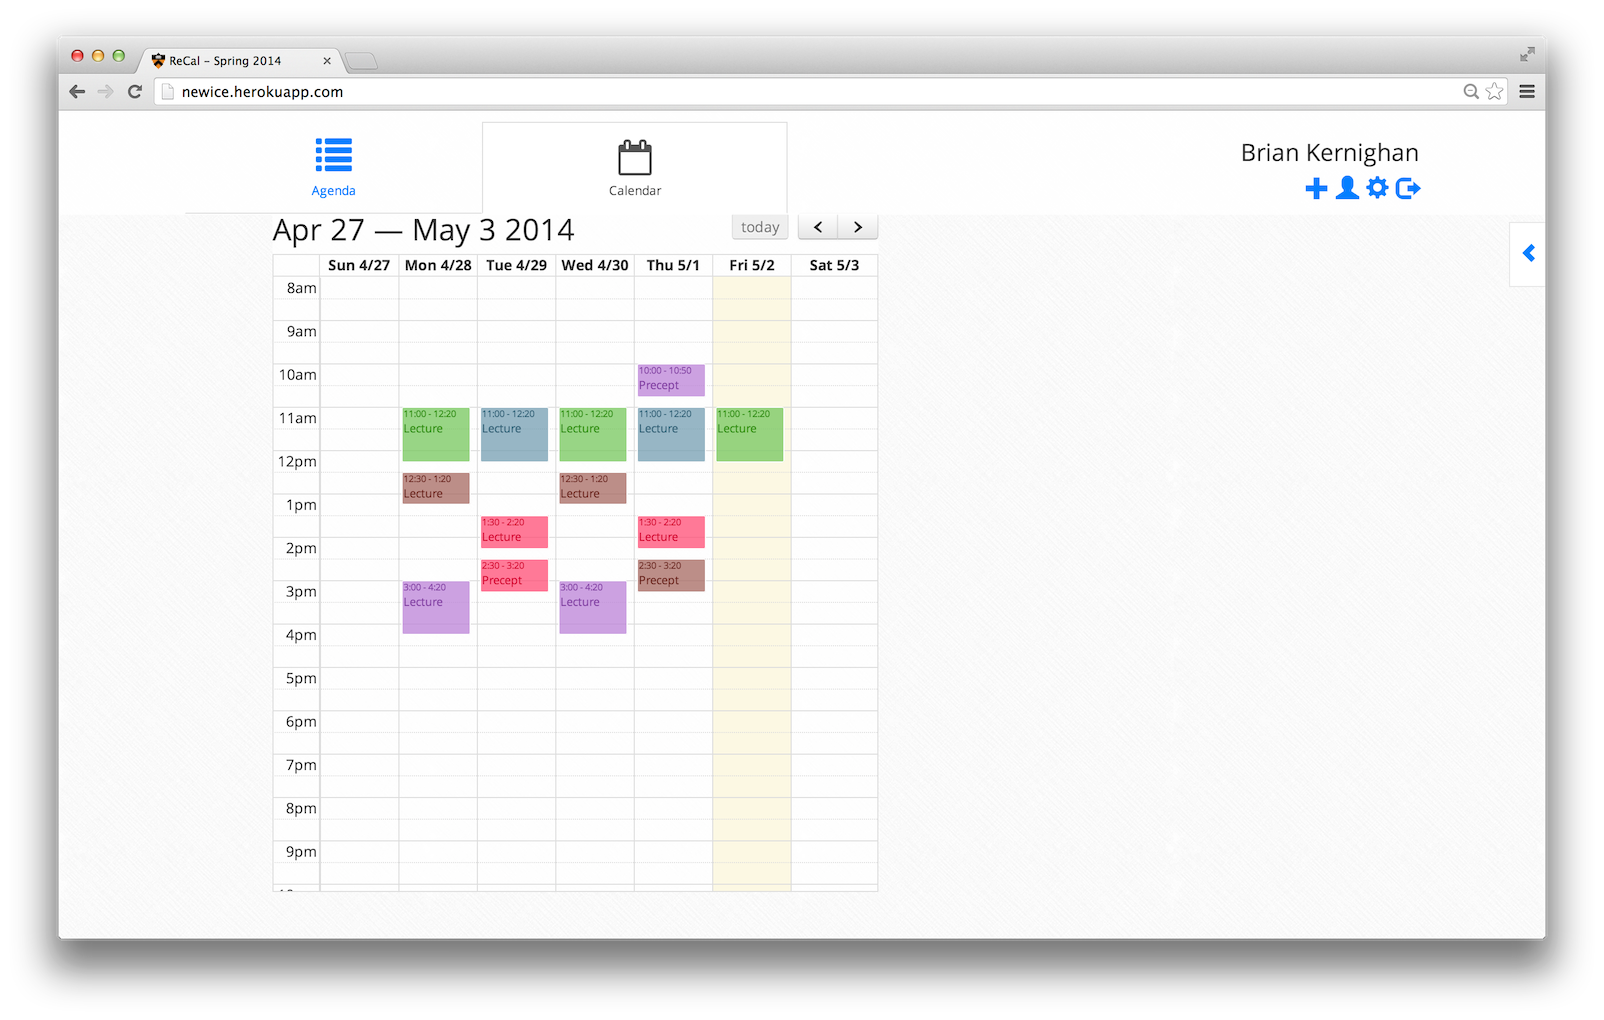 ReCal – Spring 2014
newice.herokuapp.com
Agenda
Calendar
Brian Kernighan
Apr 27 — May 3 2014
today
Sun 4/27 Mon 4/28 Tue 4/29 Wed 4/30 Thu 5/1 Fri 5/2 Sat 5/3
8am
9am
10am
10:00 - 10:50
Precept
11am
11:00 - 12:20 11:00 - 12:20 11:00 - 12:20 11:00 - 12:20 11:00 - 12:20
Lecture Lecture Lecture Lecture Lecture
12pm
12:30 - 1:20 12:30 - 1:20
Lecture Lecture
1pm
1:30 - 2:20 1:30 - 2:20
Lecture Lecture
2pm
2:30 - 3:20 2:30 - 3:20
Precept Precept
3pm
3:00 - 4:20 3:00 - 4:20
Lecture Lecture
4pm
5pm
6pm
7pm
8pm
9pm